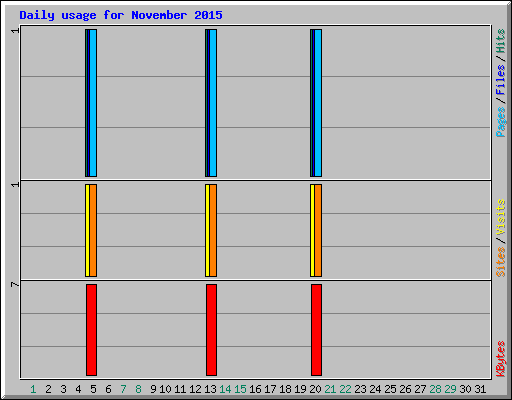 Daily usage for November 2015
1
1
7
Pages / Files / Hits
Sites / Visits
KBytes
1 2 3 4 5 6 7 8 9 10 11 12 13 14 15 16 17 18 19 20 21 22 23 24 25 26 27 28 29 30 31